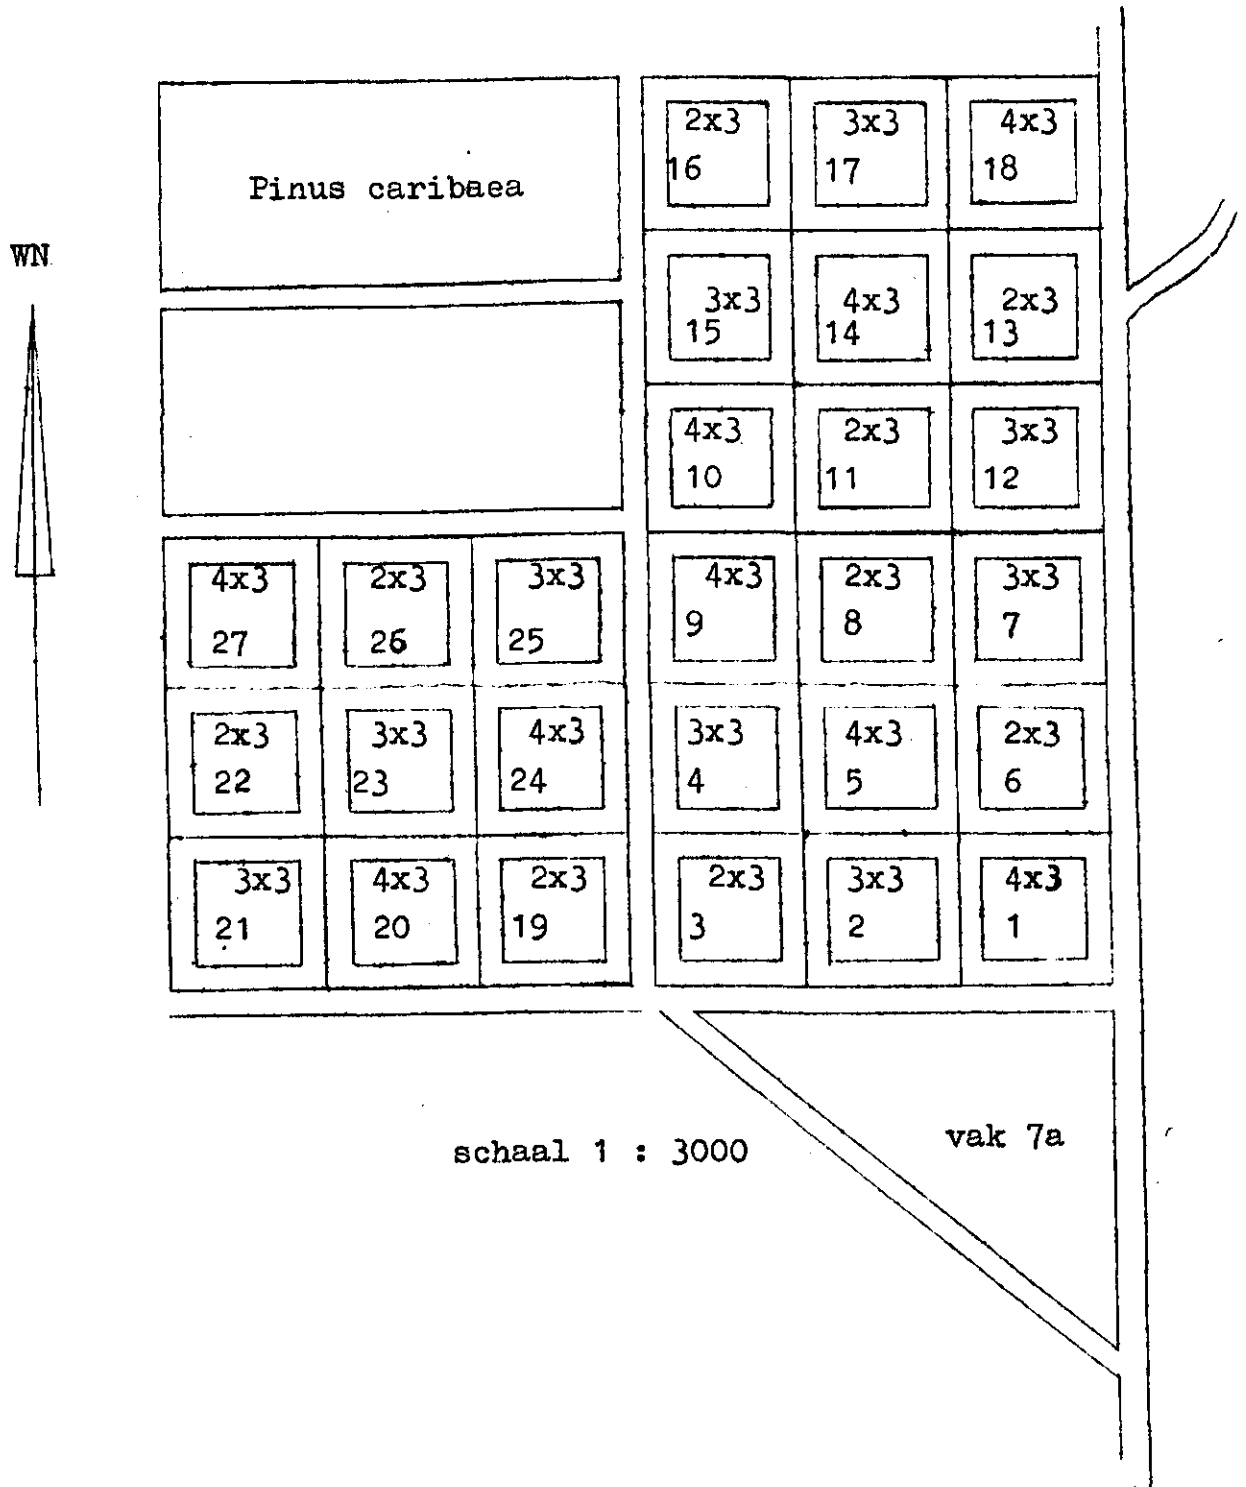 2x3 3x3 4x3
16 17 18
Pinus caribaea
WN
3x3 4x3 2x3
15 14 13
4x3 2x3 3x3
10 11 12
4x3 2x3 3x3 4x3 2x3 3x3
27 26 25 9 8 7
2x3 3x3 4x3 3x3 4x3 2x3
22 23 24 4 5 6
3x3 4x3 2x3 2x3 3x3 4x3
21 20 19 3 2 1
schaal 1 : 3000
vak 7a